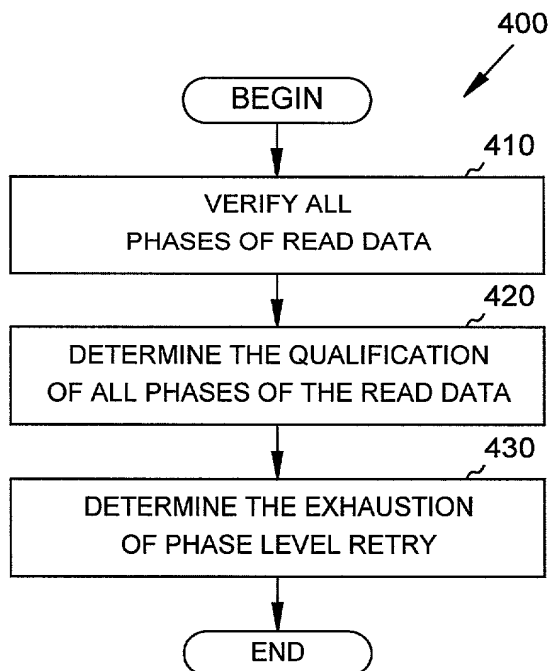 400
BEGIN
410
VERIFY ALL
PHASES OF READ DATA
420
DETERMINE THE QUALIFICATION
OF ALL PHASES OF THE READ DATA
430
DETERMINE THE EXHAUSTION
OF PHASE LEVEL RETRY
END